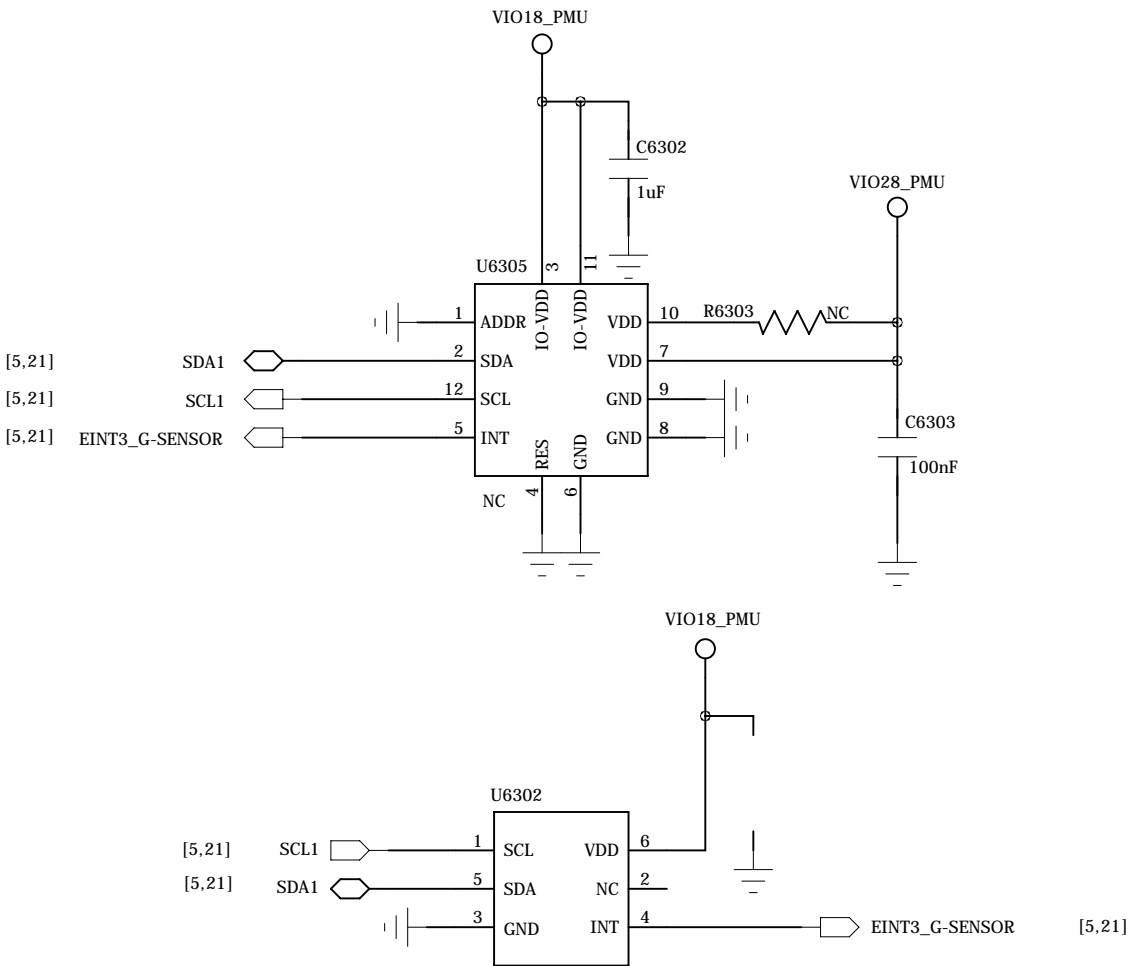 VIO18_PMU
C6302
1uF
VIO28_PMU
U6305
3
11
IO-VDD
IO-VDD
1
ADDR
VDD
10
R6303
NC
[5,21]
SDA1
2
SDA
VDD
7
[5,21]
SCL1
12
SCL
GND
9
[5,21]
EINT3_G-SENSOR
5
INT
GND
8
C6303
100nF
RES
GND
NC
4
6
VIO18_PMU
U6302
[5,21]
SCL1
1
SCL
VDD
6
[5,21]
SDA1
5
SDA
NC
2
3
GND
INT
4
EINT3_G-SENSOR
[5,21]